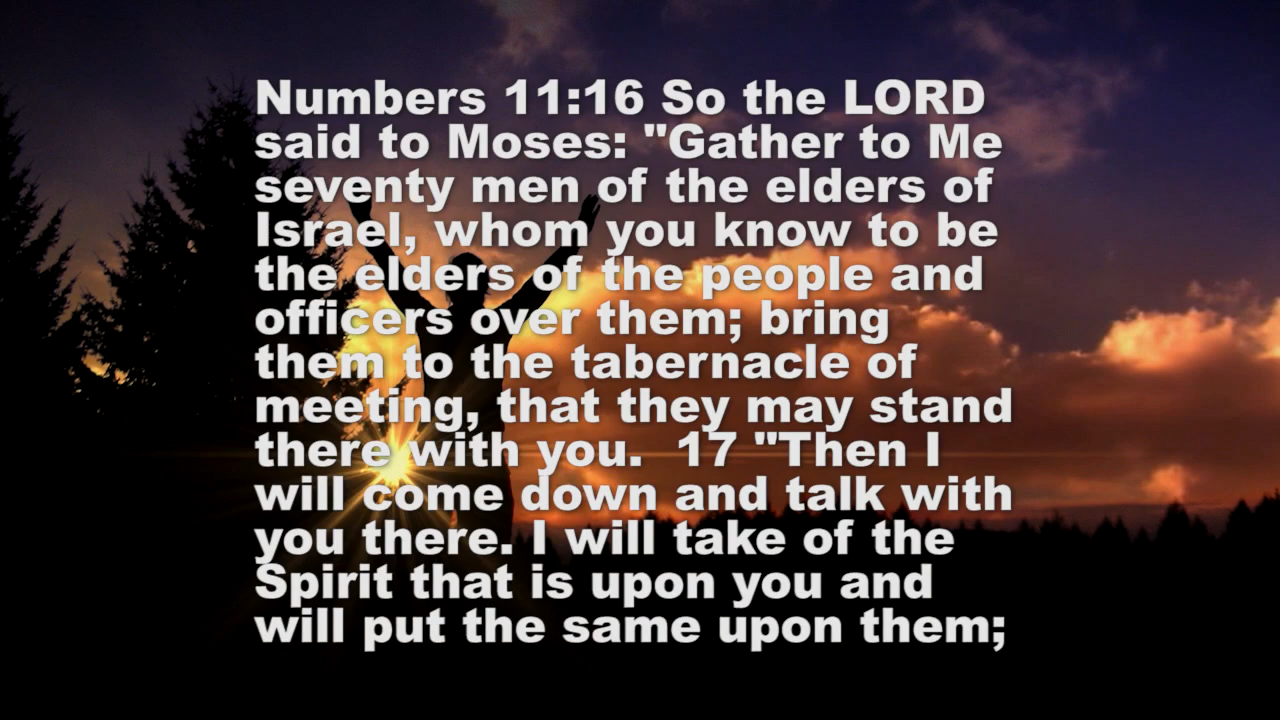 Numbers 11:16 So the LORD
said to Moses: "Gather to Me
seventy men of the elders of
Israel, whom you know to be
the elders of the people and
officers over them; bring
them to the tabernacle of
meeting, that they may stand
there with you.  17 "Then I
will come down and talk with
you there. I will take of the
Spirit that is upon you and
will put the same upon them;